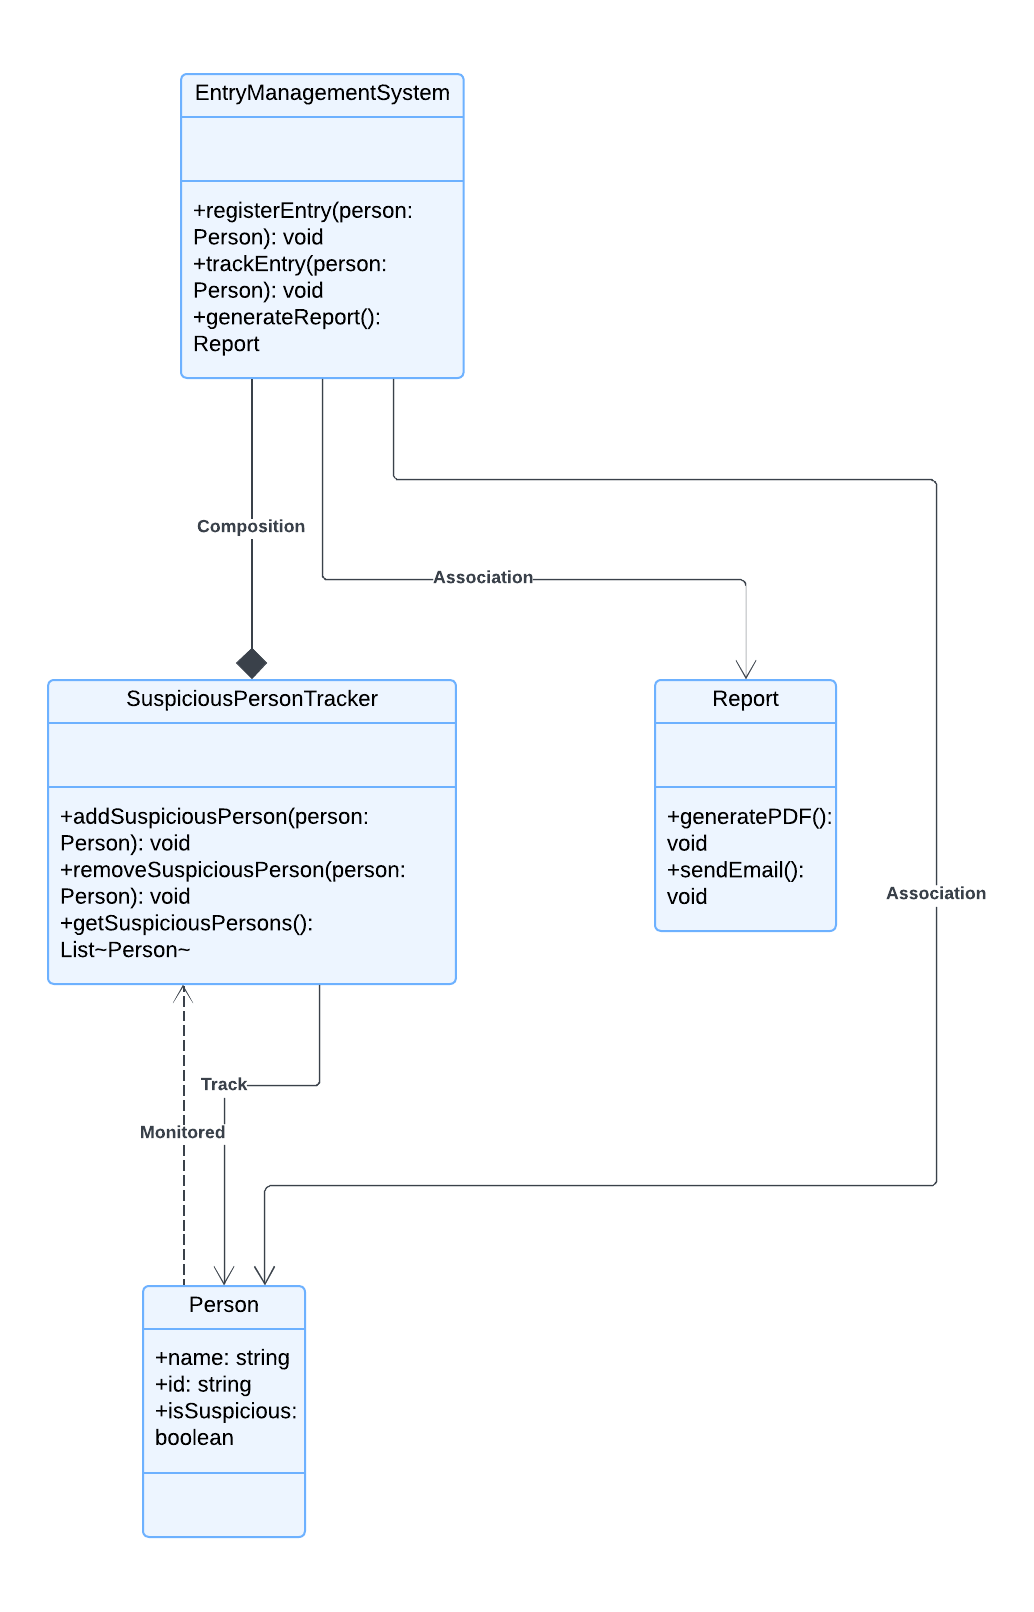 EntryManagementSystem
+registerEntry(person:
Person): void
+trackEntry(person:
Person): void
+generateReport():
Report
Composition
Association
SuspiciousPersonTracker
+addSuspiciousPerson(person:
Person): void
+removeSuspiciousPerson(person:
Person): void
+getSuspiciousPersons():
List~Person~
Report
+generatePDF():
void
+sendEmail():
void
Association
Track
Monitored
Person
+name: string
+id: string
+isSuspicious:
boolean